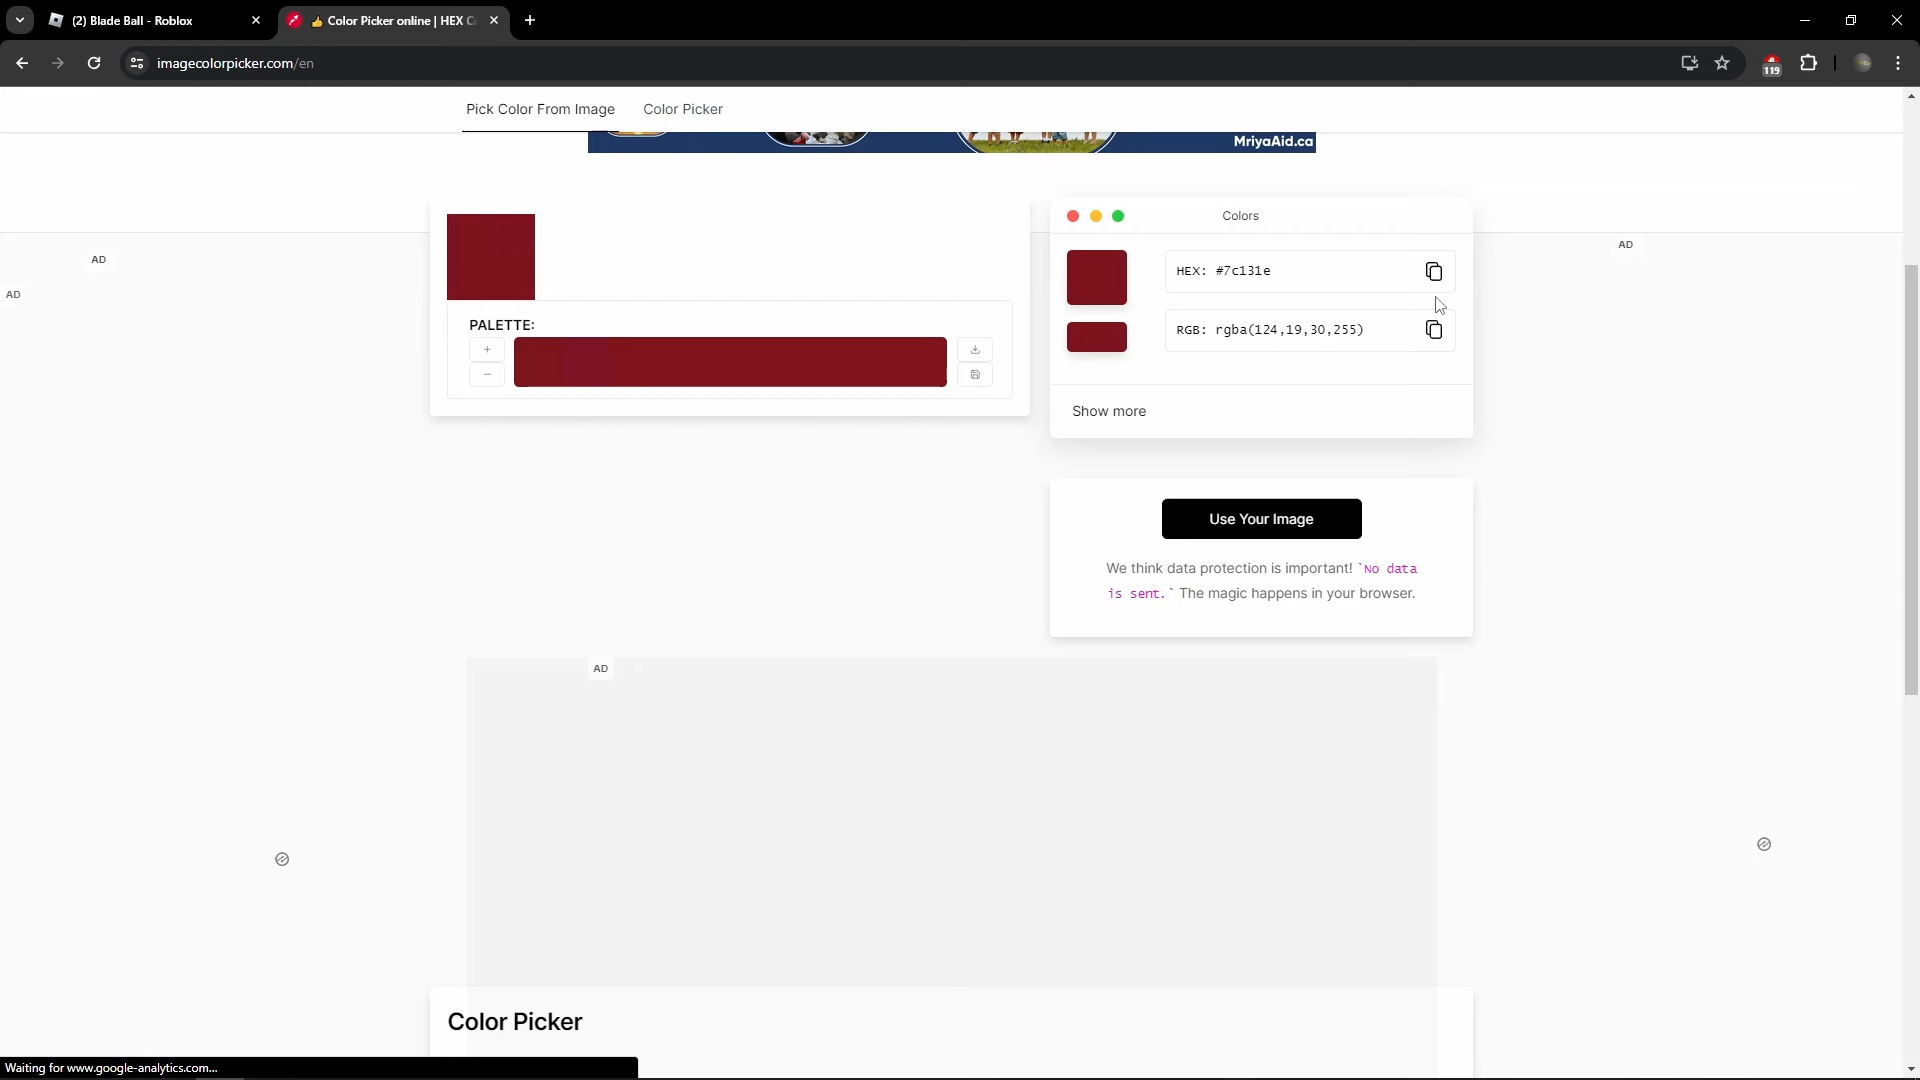 (2) Blade Ball - Roblox
👍 Color Picker online | HEX C
imagecolorpicker.com/en
119
Pick Color From Image
Color Picker
MriyaAid.ca
AD
AD
AD
PALETTE:
+
−
Colors
HEX: #7c131e
RGB: rgba(124,19,30,255)
Show more
Use Your Image
We think data protection is important! `No data
is sent.` The magic happens in your browser.
AD
Color Picker
Waiting for www.google-analytics.com...